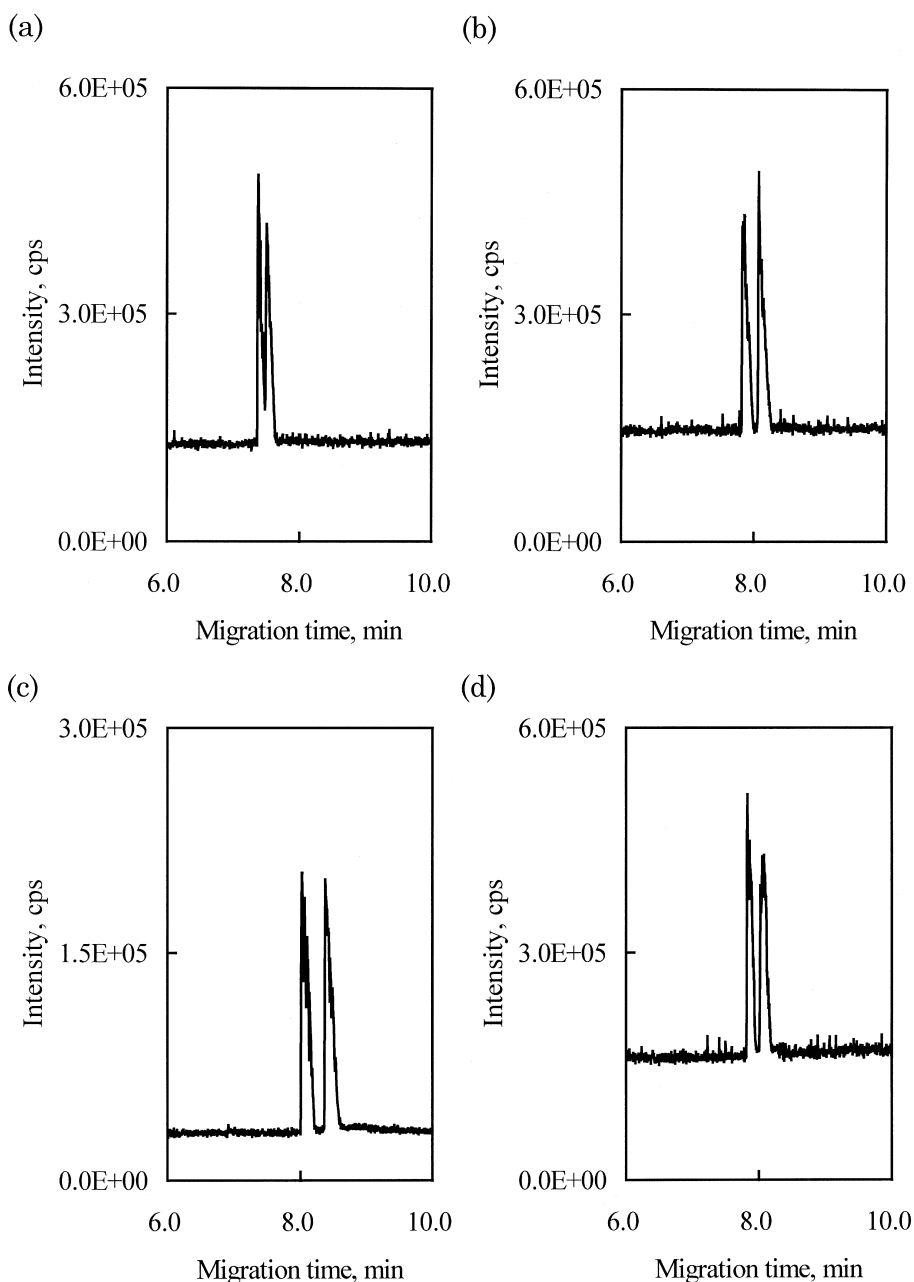 (a)
6.0E+05
3.0E+05
0.0E+00
Intensity, cps
6.0 8.0 10.0
Migration time, min
(b)
6.0E+05
3.0E+05
0.0E+00
Intensity, cps
6.0 8.0 10.0
Migration time, min
(c)
3.0E+05
1.5E+05
0.0E+00
Intensity, cps
6.0 8.0 10.0
Migration time, min
(d)
6.0E+05
3.0E+05
0.0E+00
Intensity, cps
6.0 8.0 10.0
Migration time, min